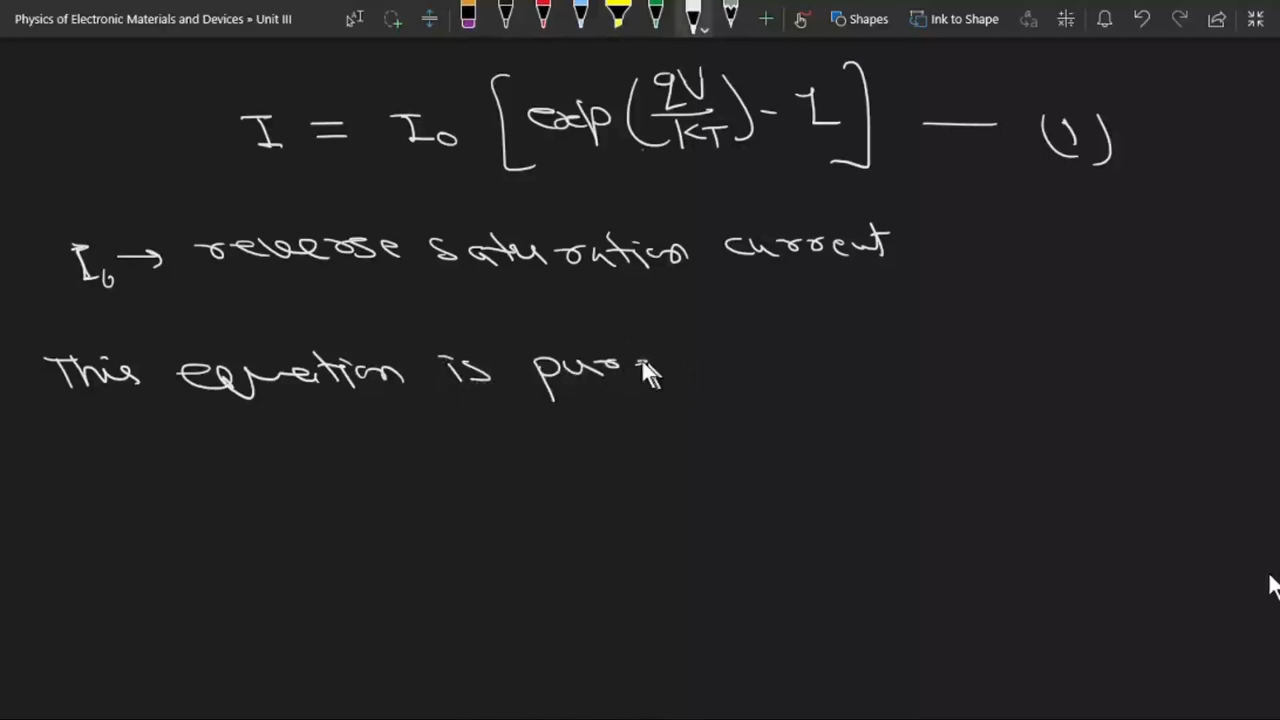 Physics of Electronic Materials and Devices » Unit III
Shapes
Ink to Shape
I = I₀ [exp(qV/KT) - 1] — (1)
I₀ → reverse saturation current
This equation is pur